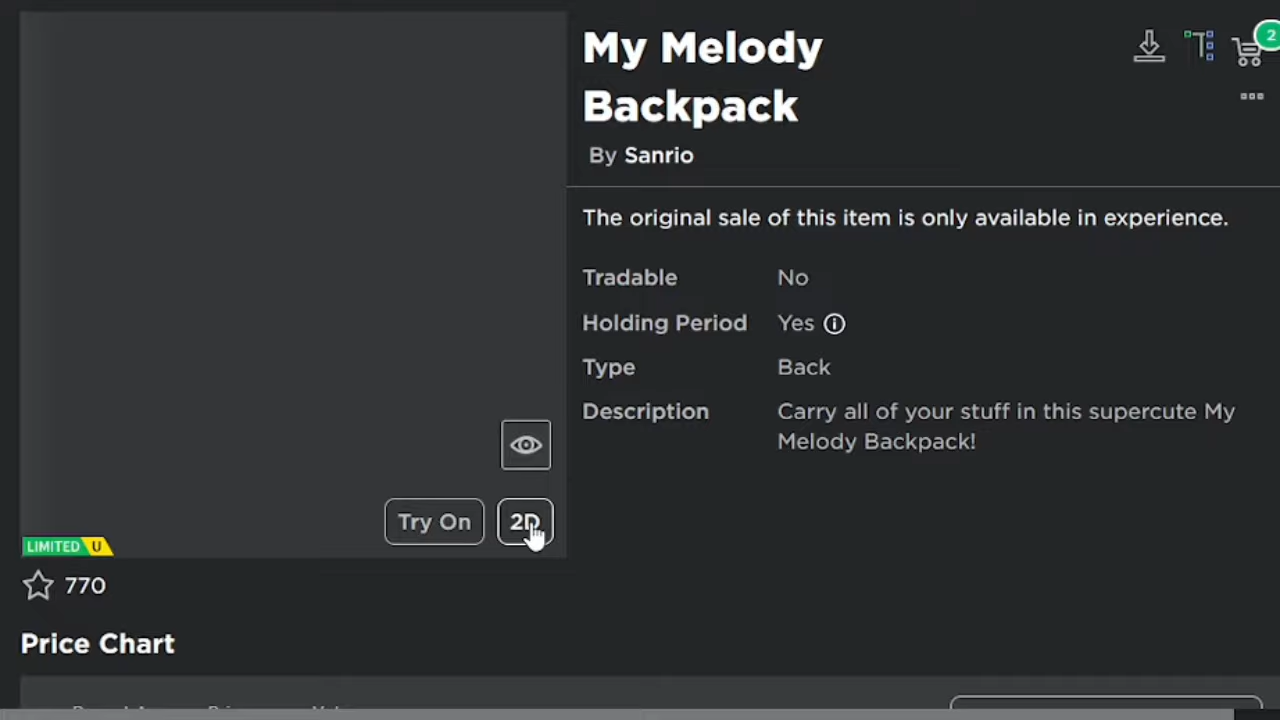 My Melody
Backpack
2
By Sanrio
The original sale of this item is only available in experience.
Tradable No
Holding Period Yes
Type Back
Description Carry all of your stuff in this supercute My
Melody Backpack!
Try On 2D
LIMITED U
770
Price Chart